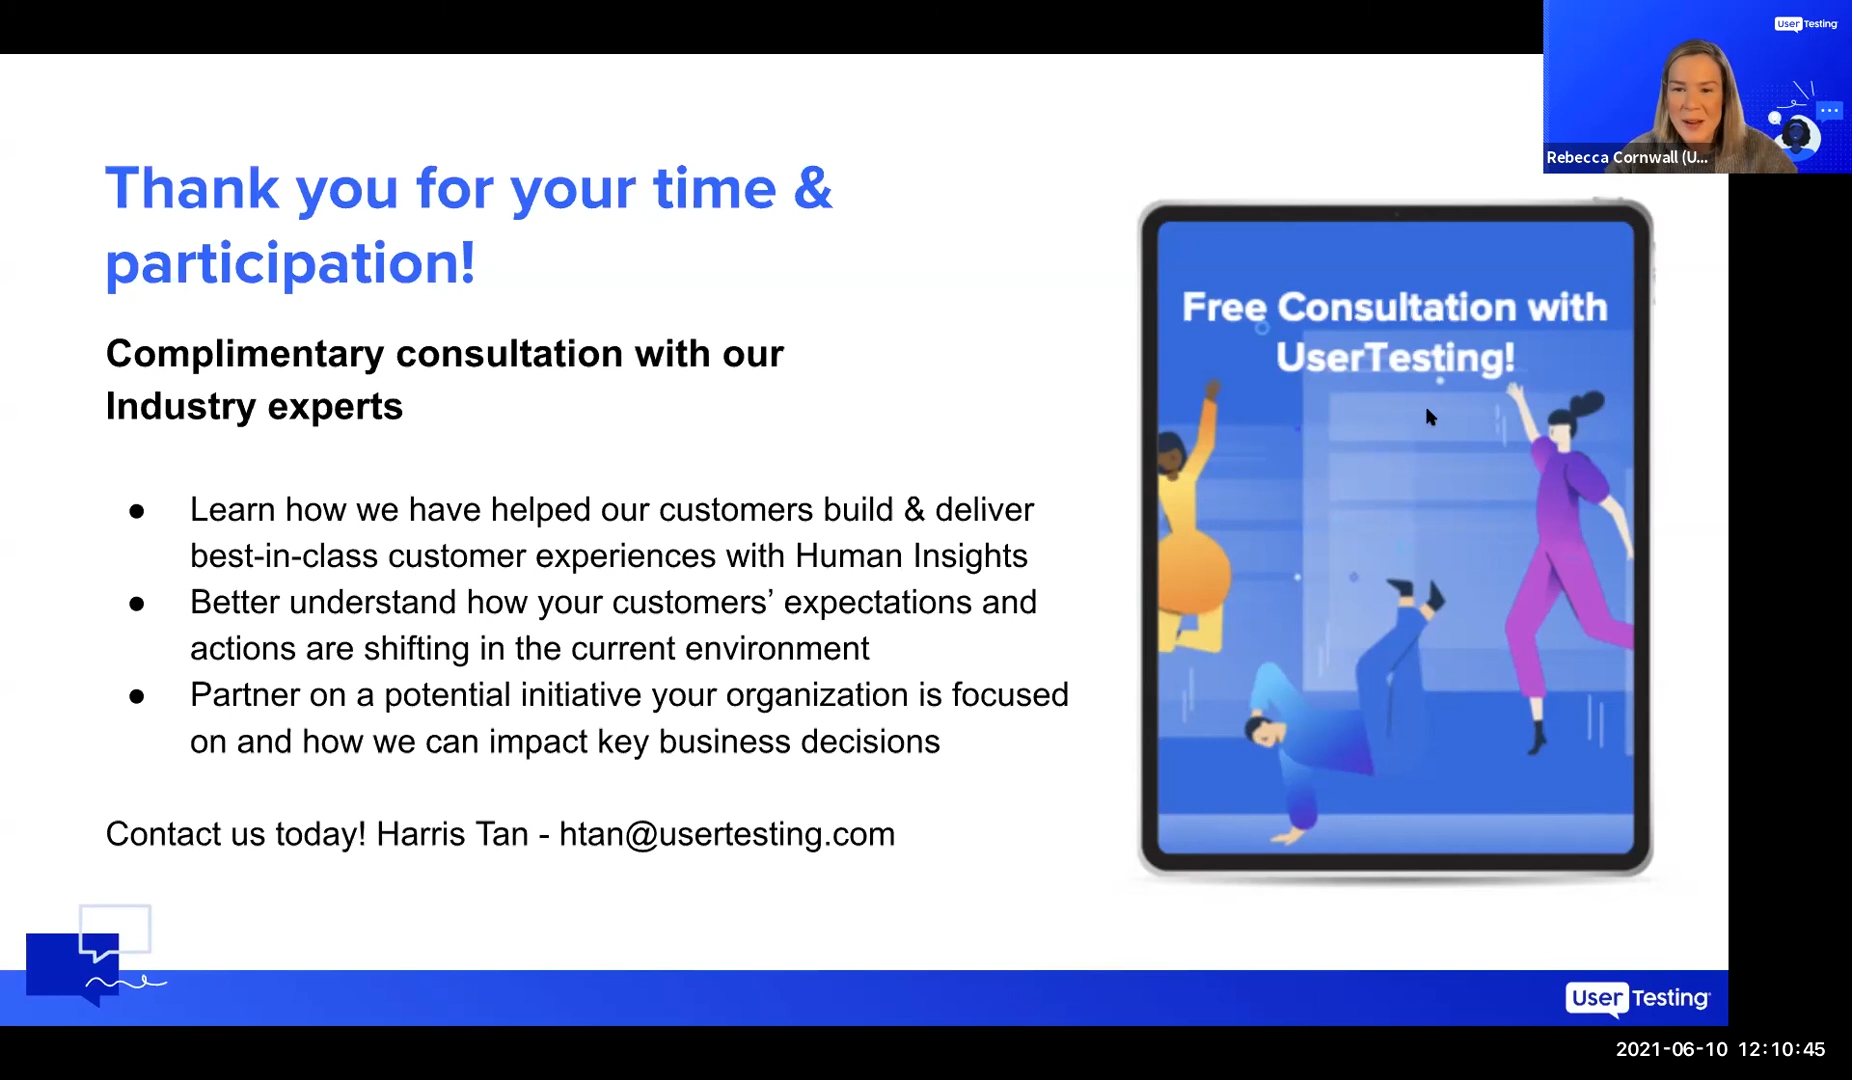 User Testing
Rebecca Cornwall (U...
Thank you for your time &
participation!
Complimentary consultation with our
Industry experts
● Learn how we have helped our customers build & deliver
best-in-class customer experiences with Human Insights
● Better understand how your customers’ expectations and
actions are shifting in the current environment
● Partner on a potential initiative your organization is focused
on and how we can impact key business decisions
Contact us today! Harris Tan - htan@usertesting.com
Free Consultation with
UserTesting!
User Testing
2021-06-10 12:10:45